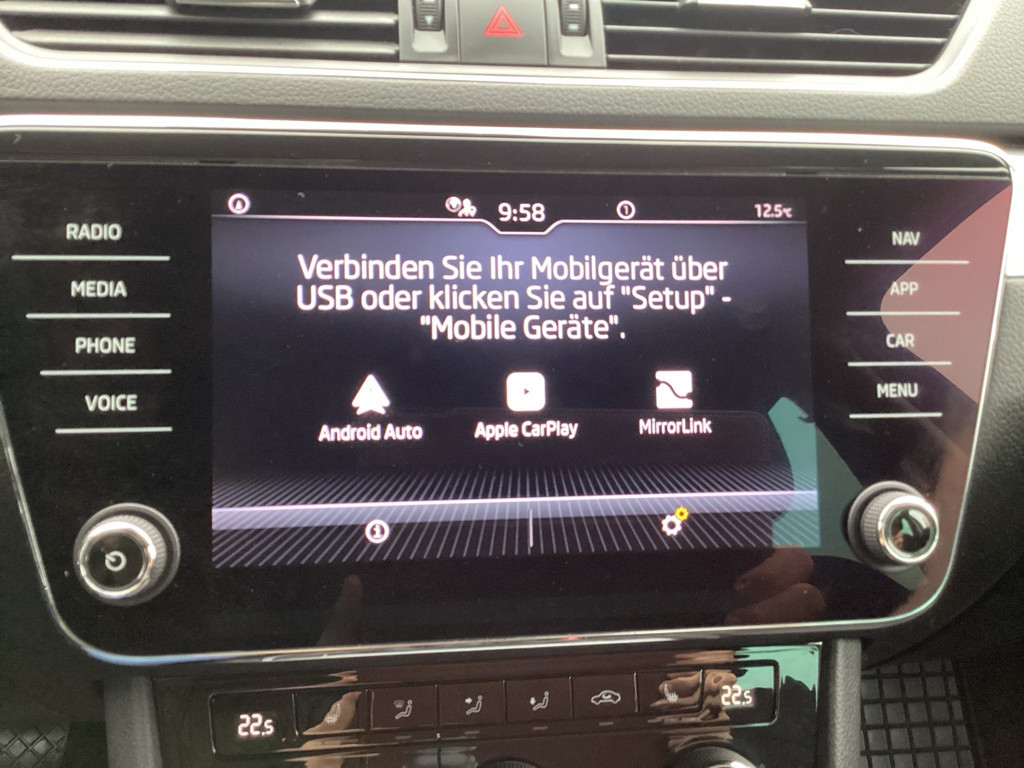 9:58
1
12.5°C
RADIO
MEDIA
PHONE
VOICE
Verbinden Sie Ihr Mobilgerät über
USB oder klicken Sie auf "Setup" -
"Mobile Geräte".
Android Auto
Apple CarPlay
MirrorLink
NAV
APP
CAR
MENU
22.5
22.5